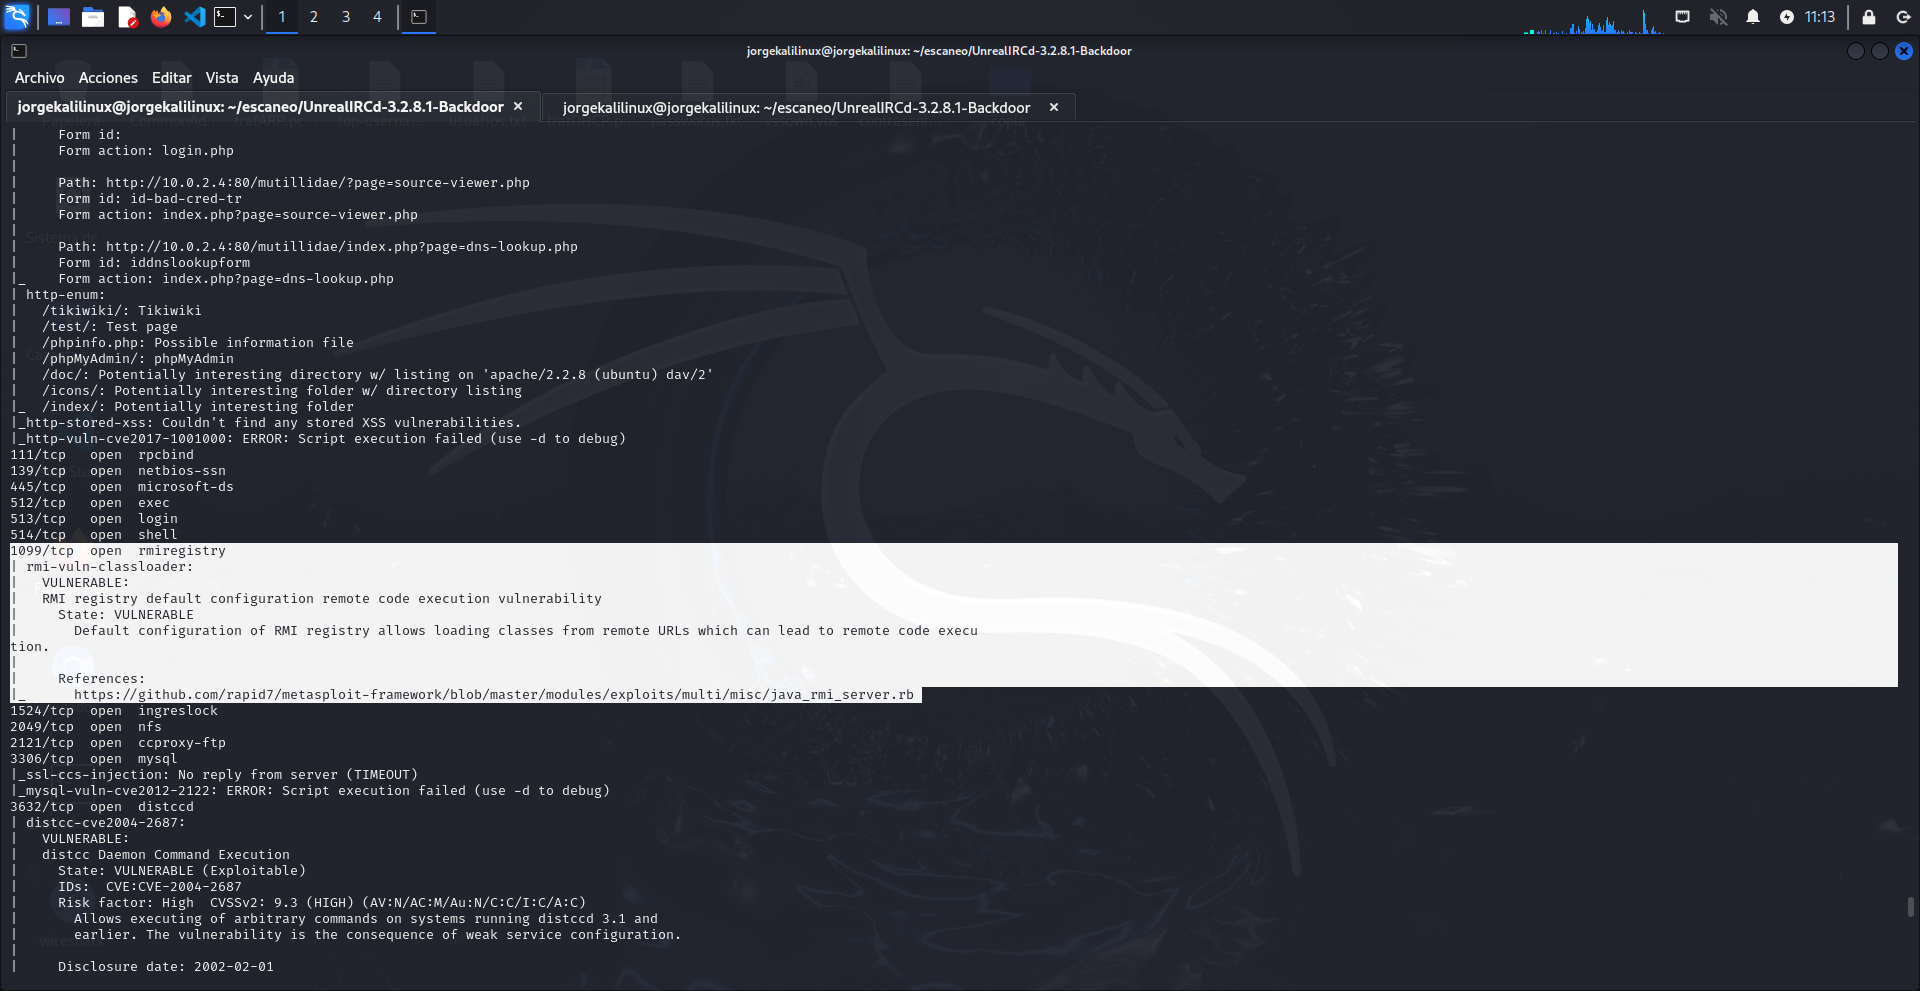 1
2
3
4
11:13
jorgekalilinux@jorgekalilinux: ~/escaneo/UnrealIRCd-3.2.8.1-Backdoor
Archivo Acciones Editar Vista Ayuda
jorgekalilinux@jorgekalilinux: ~/escaneo/UnrealIRCd-3.2.8.1-Backdoor × jorgekalilinux@jorgekalilinux: ~/escaneo/UnrealIRCd-3.2.8.1-Backdoor ×
|     Form id:
|     Form action: login.php
|
|     Path: http://10.0.2.4:80/mutillidae/?page=source-viewer.php
|     Form id: id-bad-cred-tr
|     Form action: index.php?page=source-viewer.php
|
|     Path: http://10.0.2.4:80/mutillidae/index.php?page=dns-lookup.php
|     Form id: iddnslookupform
|_    Form action: index.php?page=dns-lookup.php
| http-enum:
|   /tikiwiki/: Tikiwiki
|   /test/: Test page
|   /phpinfo.php: Possible information file
|   /phpMyAdmin/: phpMyAdmin
|   /doc/: Potentially interesting directory w/ listing on 'apache/2.2.8 (ubuntu) dav/2'
|   /icons/: Potentially interesting folder w/ directory listing
|_  /index/: Potentially interesting folder
|_http-stored-xss: Couldn't find any stored XSS vulnerabilities.
|_http-vuln-cve2017-1001000: ERROR: Script execution failed (use -d to debug)
111/tcp   open  rpcbind
139/tcp   open  netbios-ssn
445/tcp   open  microsoft-ds
512/tcp   open  exec
513/tcp   open  login
514/tcp   open  shell
1099/tcp  open  rmiregistry
| rmi-vuln-classloader:
|   VULNERABLE:
|   RMI registry default configuration remote code execution vulnerability
|     State: VULNERABLE
|       Default configuration of RMI registry allows loading classes from remote URLs which can lead to remote code execu
tion.
|
|     References:
|_      https://github.com/rapid7/metasploit-framework/blob/master/modules/exploits/multi/misc/java_rmi_server.rb
1524/tcp  open  ingreslock
2049/tcp  open  nfs
2121/tcp  open  ccproxy-ftp
3306/tcp  open  mysql
|_ssl-ccs-injection: No reply from server (TIMEOUT)
|_mysql-vuln-cve2012-2122: ERROR: Script execution failed (use -d to debug)
3632/tcp  open  distccd
| distcc-cve2004-2687:
|   VULNERABLE:
|   distcc Daemon Command Execution
|     State: VULNERABLE (Exploitable)
|     IDs:  CVE:CVE-2004-2687
|     Risk factor: High  CVSSv2: 9.3 (HIGH) (AV:N/AC:M/Au:N/C:C/I:C/A:C)
|       Allows executing of arbitrary commands on systems running distccd 3.1 and
|       earlier. The vulnerability is the consequence of weak service configuration.
|
|     Disclosure date: 2002-02-01